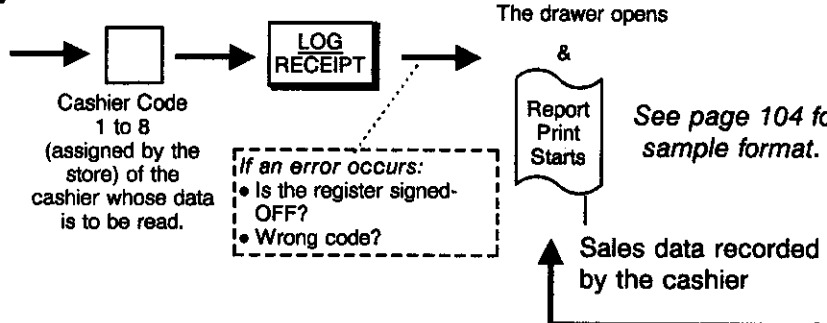 The drawer opens
&
LOG
RECEIPT
Report
Print
Starts
See page 104 fo
sample format.
Cashier Code
1 to 8
(assigned by the
store) of the
cashier whose data
is to be read.
If an error occurs:
• Is the register signed-
OFF?
• Wrong code?
Sales data recorded
by the cashier